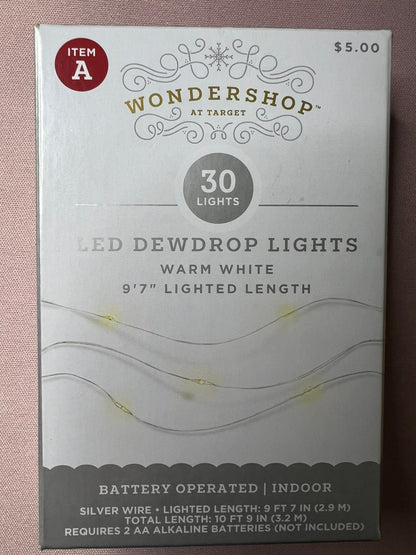 ITEM
A
$5.00
WONDERSHOP™
AT TARGET
30
LIGHTS
LED DEWDROP LIGHTS
WARM WHITE
9'7" LIGHTED LENGTH
BATTERY OPERATED | INDOOR
SILVER WIRE • LIGHTED LENGTH: 9 FT 7 IN (2.9 M)
TOTAL LENGTH: 10 FT 9 IN (3.2 M)
REQUIRES 2 AA ALKALINE BATTERIES (NOT INCLUDED)